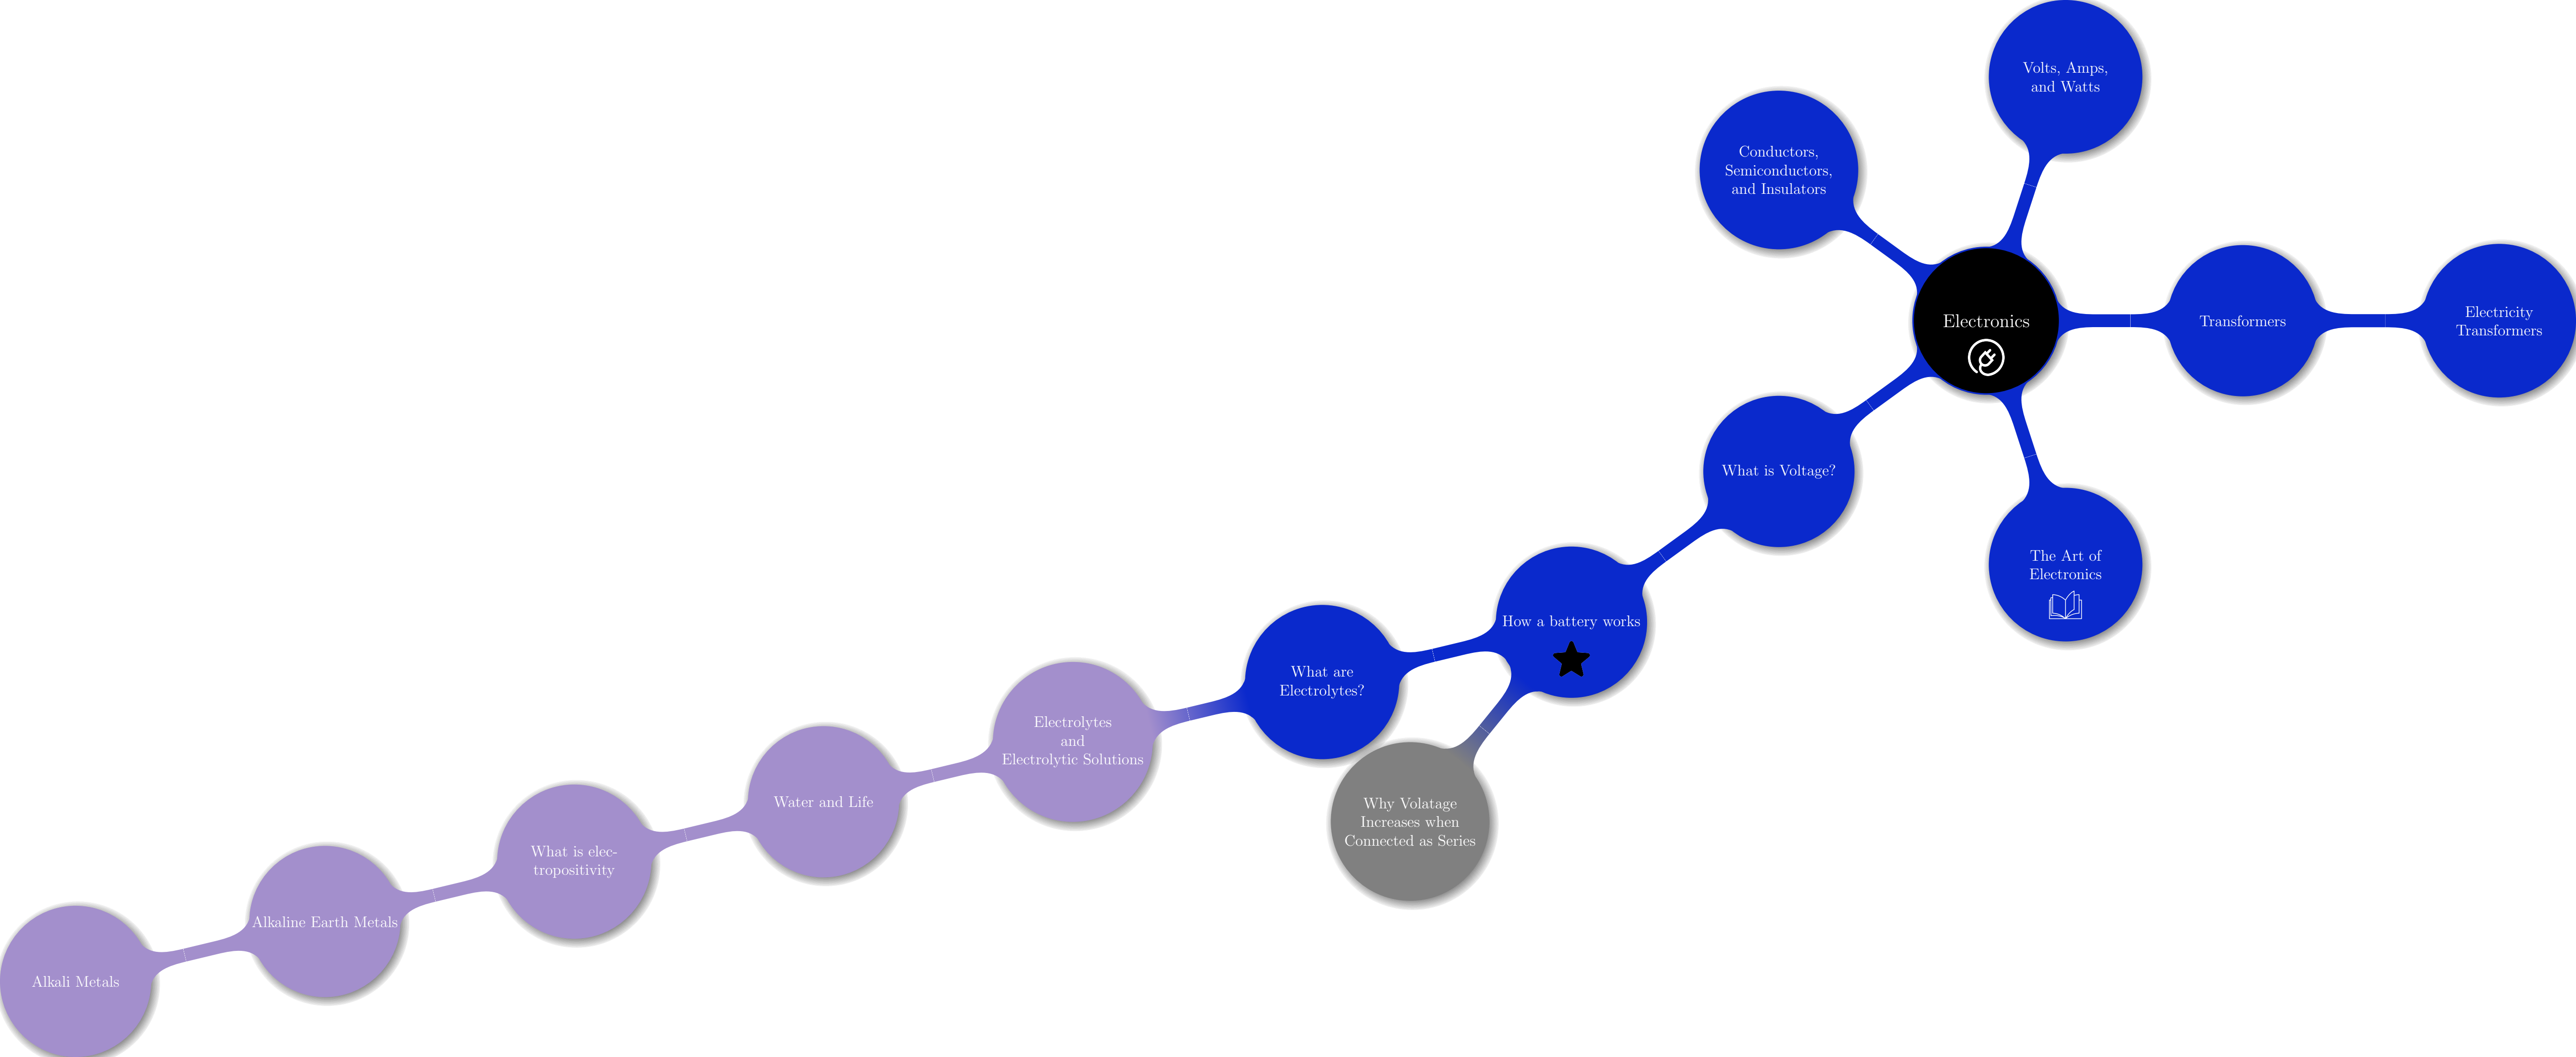 Volts, Amps,
and Watts
Conductors,
Semiconductors,
and Insulators
Electronics
Transformers
Electricity
Transformers
What is Voltage?
The Art of
Electronics
How a battery works
What are
Electrolytes?
Electrolytes
and
Electrolytic Solutions
Why Volatage
Increases when
Connected as Series
Water and Life
What is elec-
tropositivity
Alkaline Earth Metals
Alkali Metals